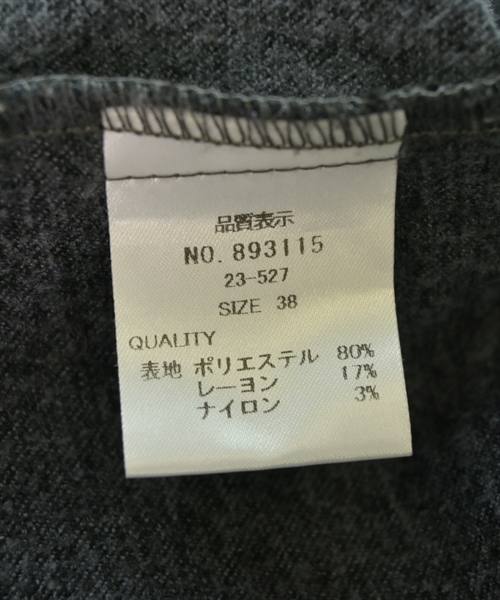 品質表示
NO. 893115
23-527
SIZE 38
QUALITY
表地 ポリエステル 80%
レーヨン 17%
ナイロン 3%